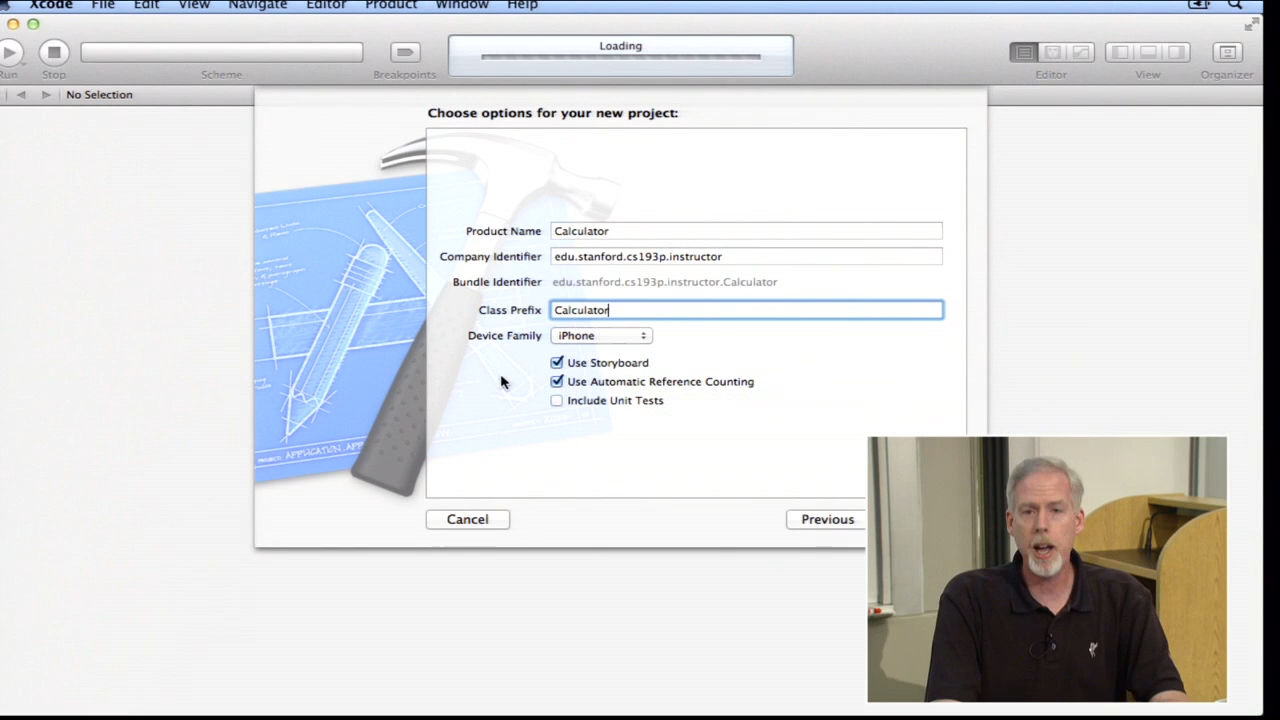 Xcode File Edit View Navigate Editor Product Window Help
Loading
Run Stop Scheme Breakpoints Editor View Organizer
No Selection
Choose options for your new project:
Product Name Calculator
Company Identifier edu.stanford.cs193p.instructor
Bundle Identifier edu.stanford.cs193p.instructor.Calculator
Class Prefix Calculator
Device Family iPhone
Use Storyboard
Use Automatic Reference Counting
Include Unit Tests
Cancel Previous